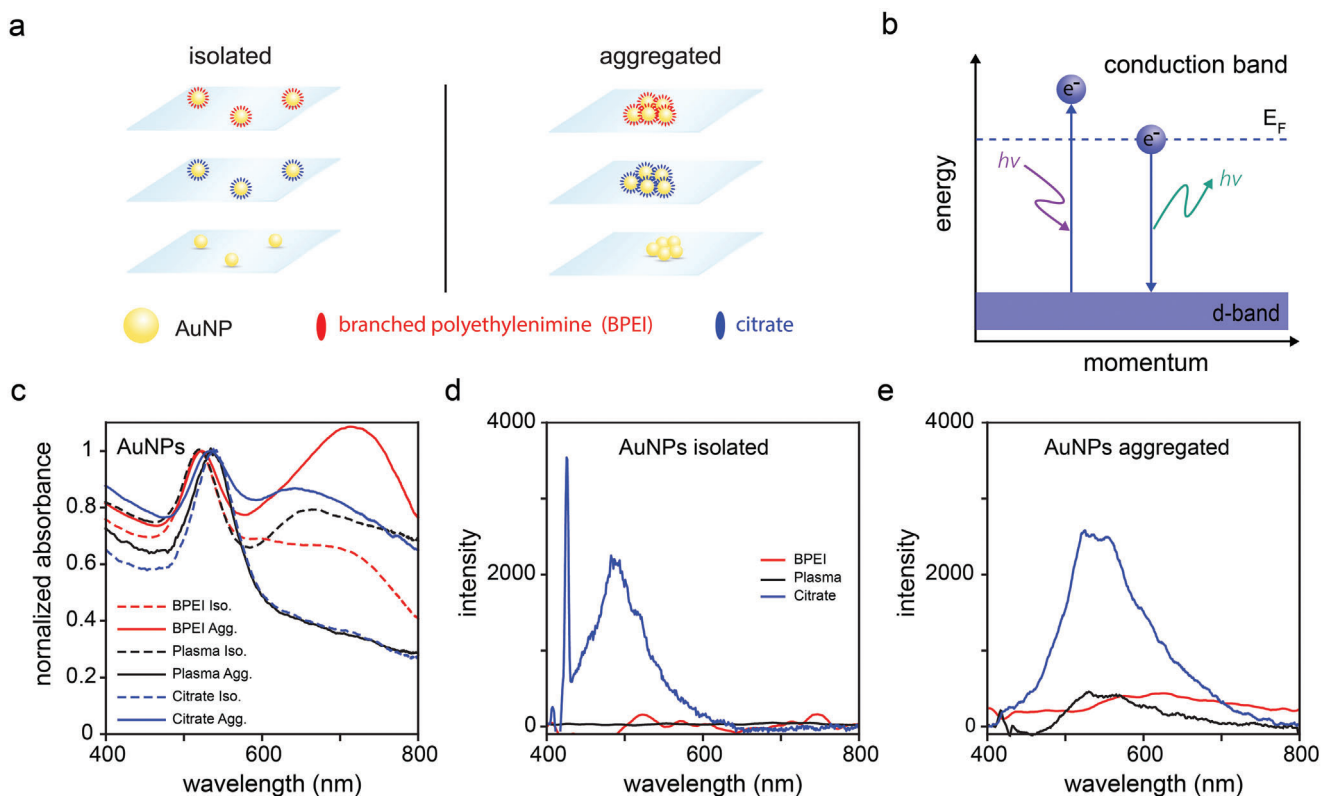 a
isolated
aggregated
AuNP
branched polyethylenimine (BPEI)
citrate
b
conduction band
e⁻
E_F
e⁻
hν
hν
d-band
energy
momentum
c
AuNPs
1
0.8
0.6
0.4
0.2
0
BPEI Iso.
BPEI Agg.
Plasma Iso.
Plasma Agg.
Citrate Iso.
Citrate Agg.
400
600
800
normalized absorbance
wavelength (nm)
d
AuNPs isolated
4000
2000
0
BPEI
Plasma
Citrate
400
600
800
intensity
wavelength (nm)
e
AuNPs aggregated
4000
2000
0
400
600
800
intensity
wavelength (nm)